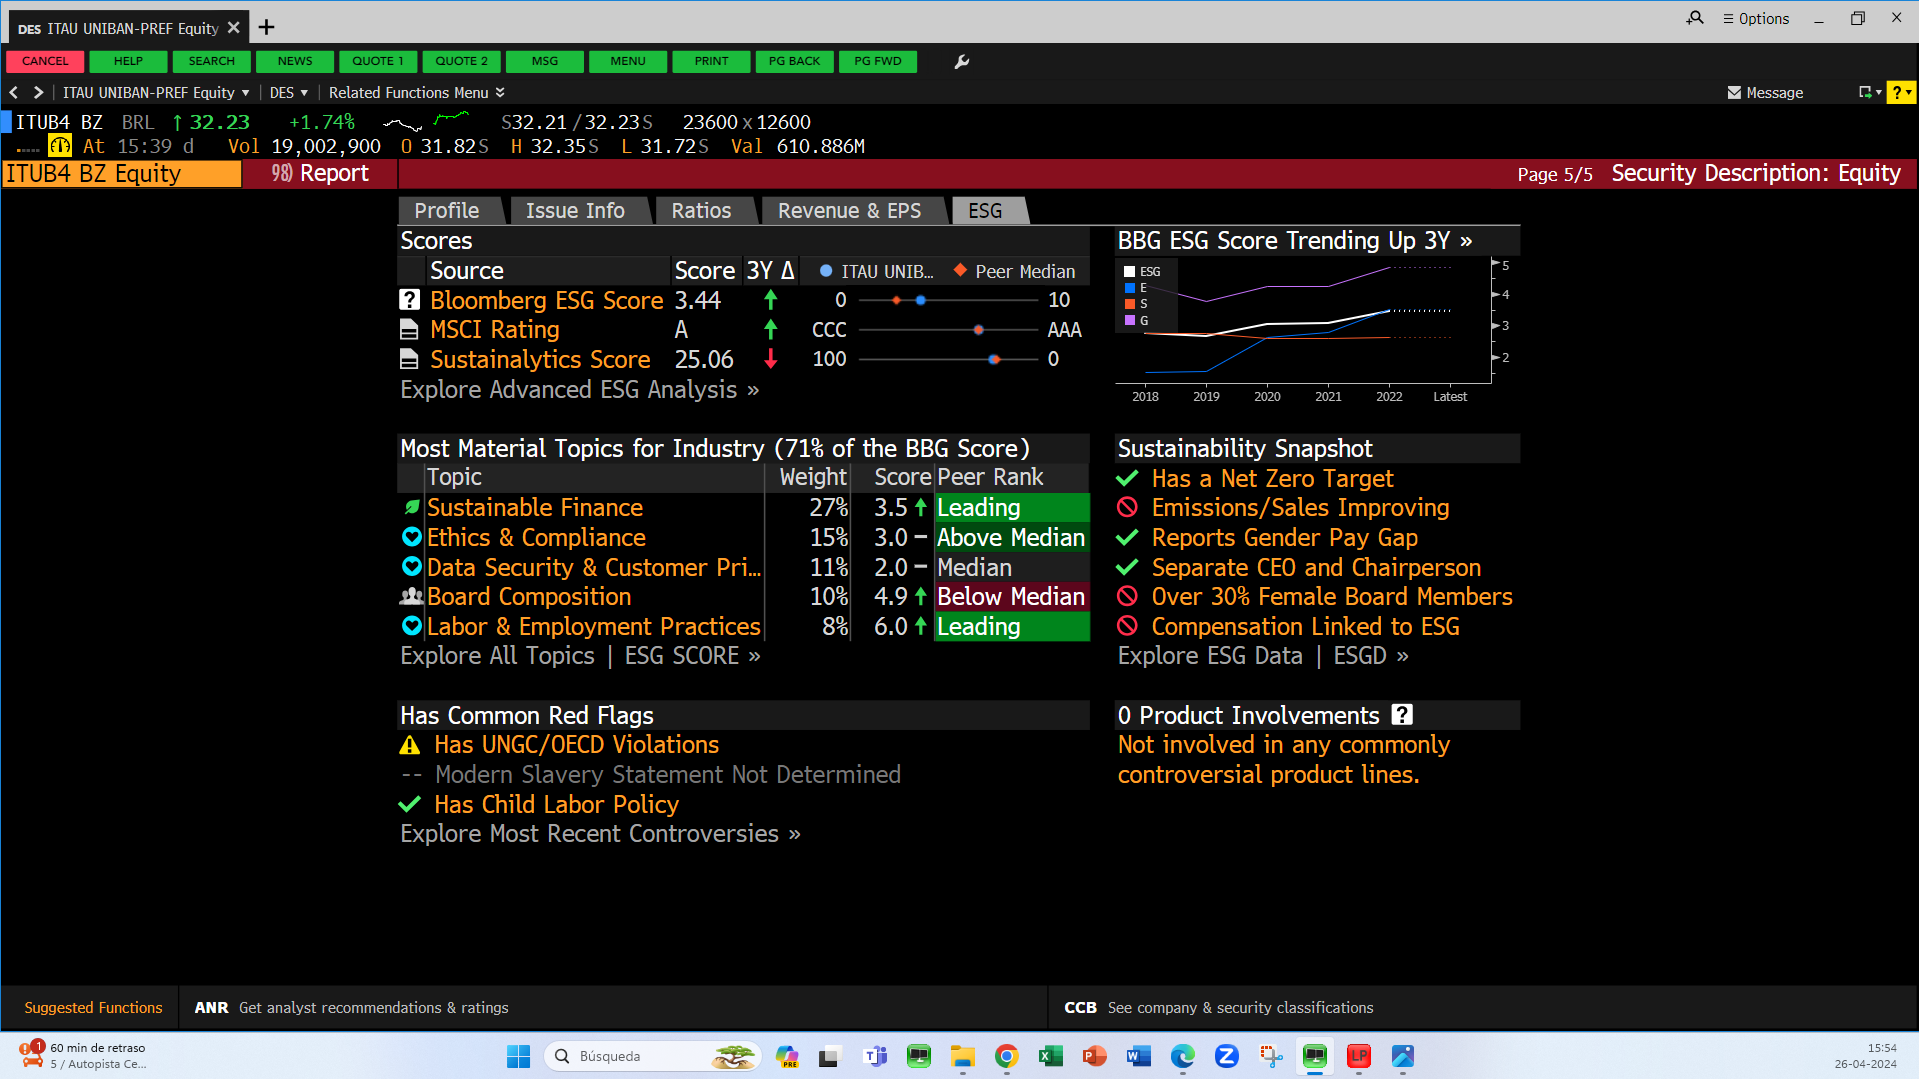 DES ITAU UNIBAN-PREF Equity
Options
CANCEL HELP SEARCH NEWS QUOTE 1 QUOTE 2 MSG MENU PRINT PG BACK PG FWD
ITAU UNIBAN-PREF Equity DES Related Functions Menu Message ?
ITUB4 BZ BRL ↑ 32.23 +1.74% S32.21 / 32.23S 23600 x 12600
At 15:39 d Vol 19,002,900 O 31.82S H 32.35S L 31.72S Val 610.886M
ITUB4 BZ Equity 98) Report Page 5/5 Security Description: Equity
Profile Issue Info Ratios Revenue & EPS ESG
Scores
Source Score 3Y Δ ITAU UNIB... Peer Median
? Bloomberg ESG Score 3.44 ↑ 0 10
MSCI Rating A ↑ CCC AAA
Sustainalytics Score 25.06 ↓ 100 0
Explore Advanced ESG Analysis »
BBG ESG Score Trending Up 3Y »
ESG
E
S
G
5
4
3
2
2018 2019 2020 2021 2022 Latest
Most Material Topics for Industry (71% of the BBG Score)
Topic Weight Score Peer Rank
Sustainable Finance 27% 3.5 ↑ Leading
Ethics & Compliance 15% 3.0 – Above Median
Data Security & Customer Pri... 11% 2.0 – Median
Board Composition 10% 4.9 ↑ Below Median
Labor & Employment Practices 8% 6.0 ↑ Leading
Explore All Topics | ESG SCORE »
Sustainability Snapshot
Has a Net Zero Target
Emissions/Sales Improving
Reports Gender Pay Gap
Separate CEO and Chairperson
Over 30% Female Board Members
Compensation Linked to ESG
Explore ESG Data | ESGD »
Has Common Red Flags
Has UNGC/OECD Violations
-- Modern Slavery Statement Not Determined
Has Child Labor Policy
Explore Most Recent Controversies »
0 Product Involvements ?
Not involved in any commonly
controversial product lines.
Suggested Functions ANR Get analyst recommendations & ratings CCB See company & security classifications
1 60 min de retraso
5 / Autopista Ce...
Búsqueda
PRE
LP
15:54
26-04-2024